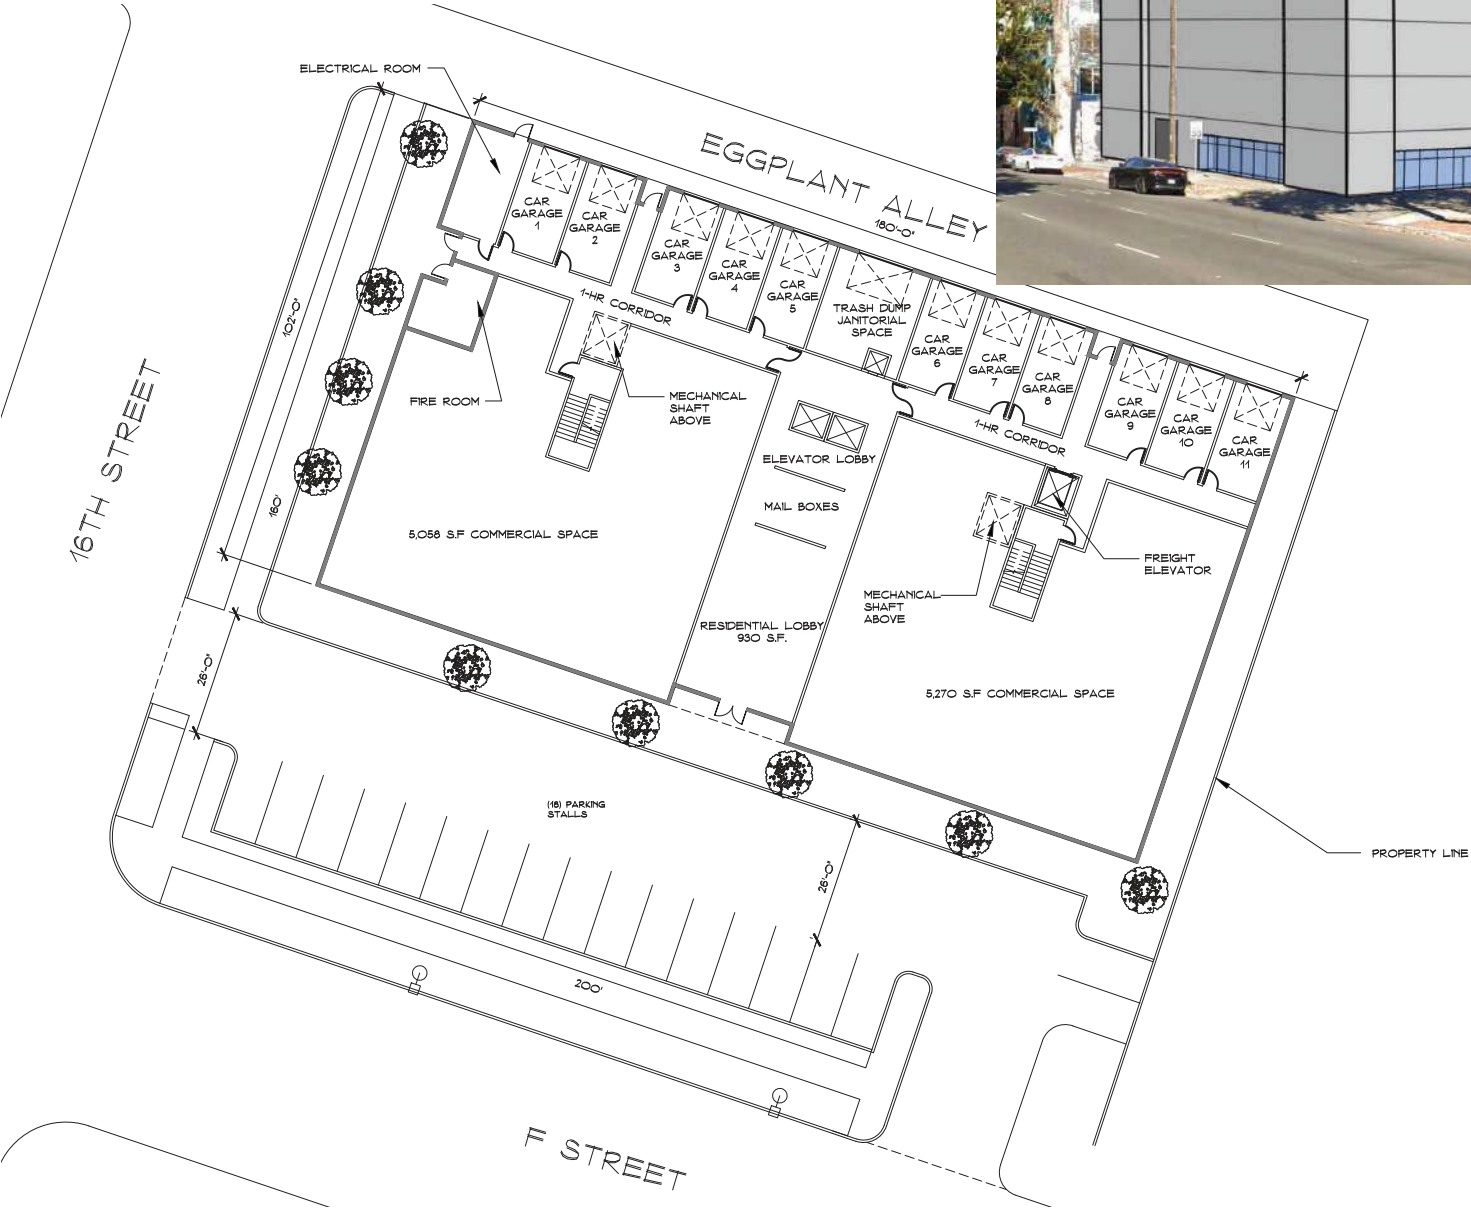 ELECTRICAL ROOM
EGGPLANT ALLEY
180'-0"
CAR
GARAGE
1
CAR
GARAGE
2
CAR
GARAGE
3
CAR
GARAGE
4
CAR
GARAGE
5
TRASH DUMP
JANITORIAL
SPACE
CAR
GARAGE
6
CAR
GARAGE
7
CAR
GARAGE
8
CAR
GARAGE
9
CAR
GARAGE
10
CAR
GARAGE
11
1-HR CORRIDOR
1-HR CORRIDOR
102'-0"
16TH STREET
160'
FIRE ROOM
MECHANICAL
SHAFT
ABOVE
ELEVATOR LOBBY
MAIL BOXES
5,058 S.F COMMERCIAL SPACE
FREIGHT
ELEVATOR
MECHANICAL
SHAFT
ABOVE
RESIDENTIAL LOBBY
930 S.F.
26'-0"
5,270 S.F COMMERCIAL SPACE
(18) PARKING
STALLS
26'-0"
PROPERTY LINE
200'
F STREET